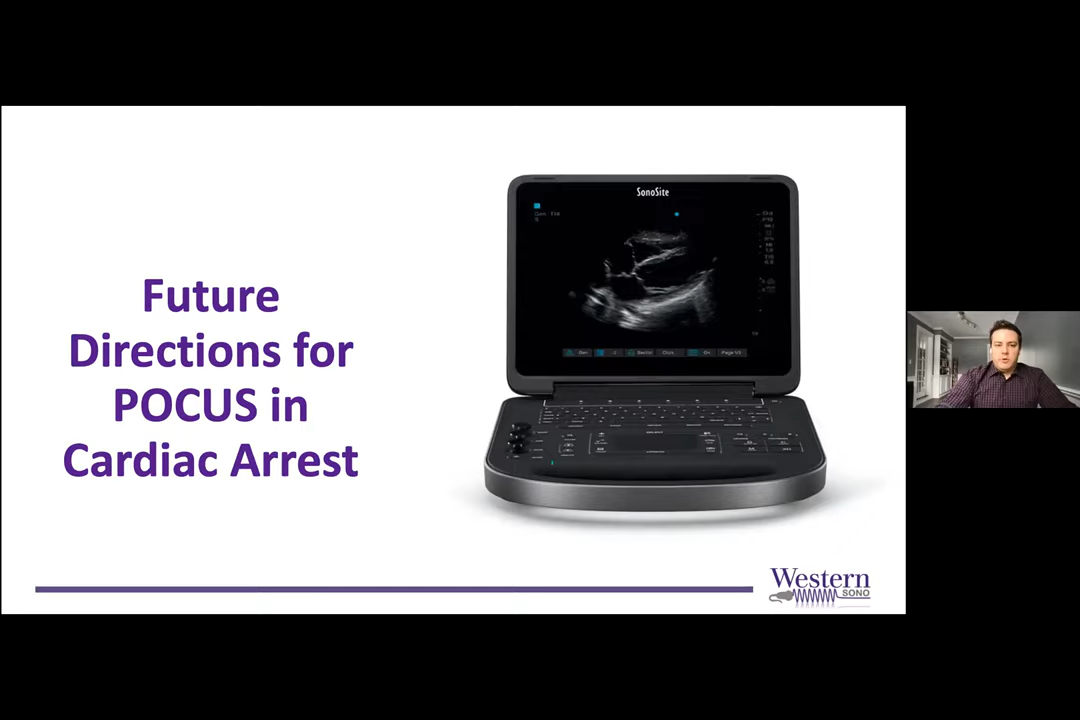 Future
Directions for
POCUS in
Cardiac Arrest
SonoSite
Western
SONO